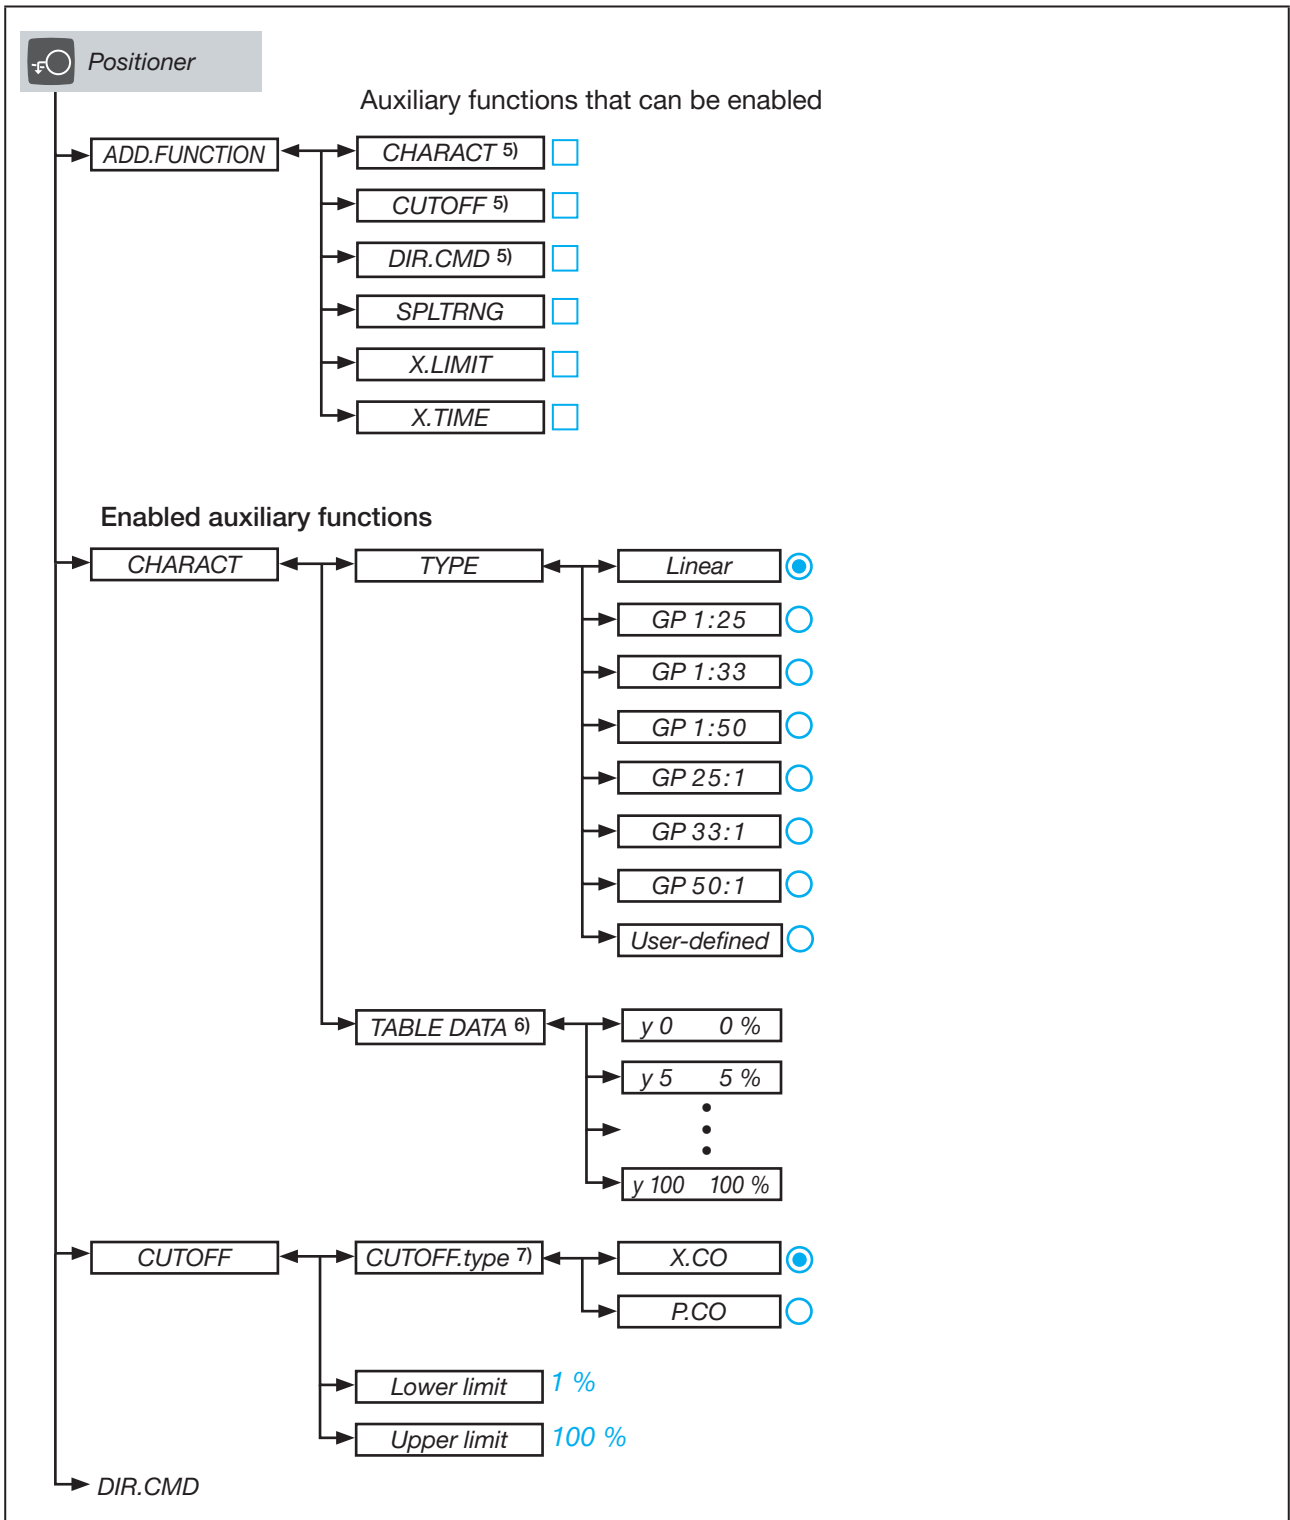 Positioner
Auxiliary functions that can be enabled
ADD.FUNCTION
CHARACT 5)
CUTOFF 5)
DIR.CMD 5)
SPLTRNG
X.LIMIT
X.TIME
Enabled auxiliary functions
CHARACT
TYPE
Linear
GP 1:25
GP 1:33
GP 1:50
GP 25:1
GP 33:1
GP 50:1
User-defined
TABLE DATA 6)
y 0 0 %
y 5 5 %
y 100 100 %
CUTOFF
CUTOFF.type 7)
X.CO
P.CO
Lower limit 1 %
Upper limit 100 %
DIR.CMD